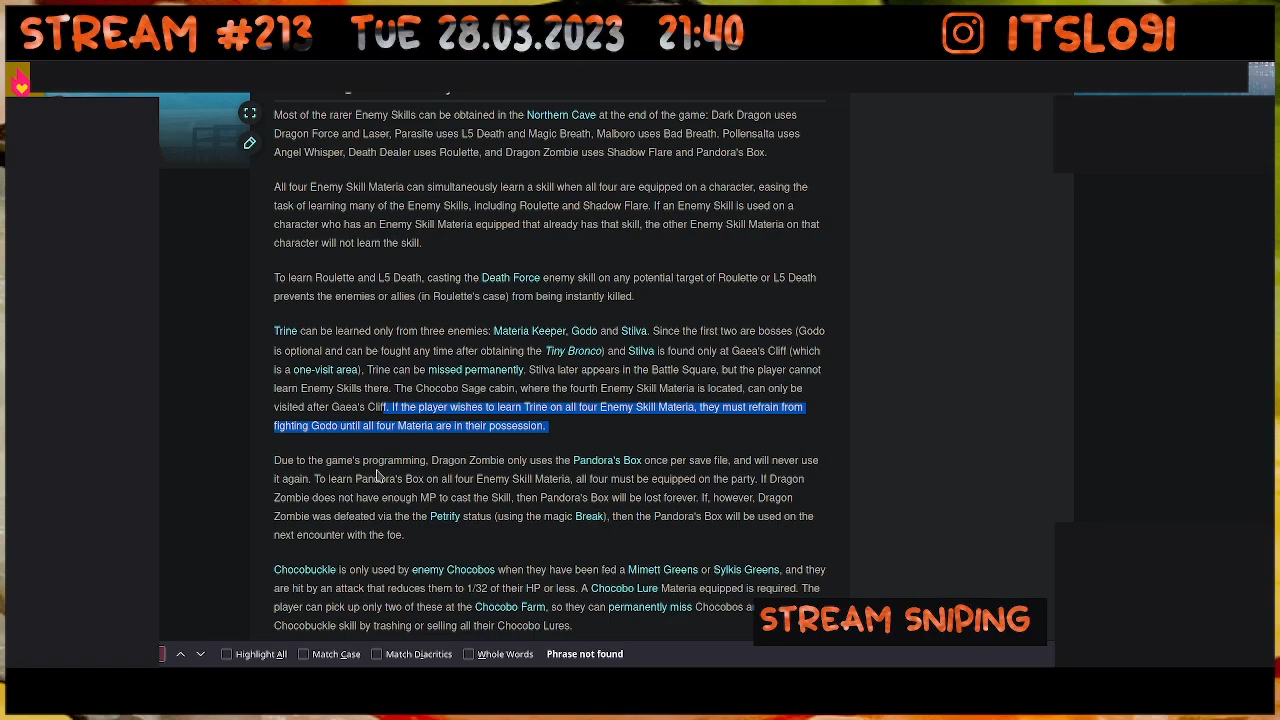 STREAM #213 TUE 28.03.2023 21:40 ITSLO9I
Most of the rarer Enemy Skills can be obtained in the Northern Cave at the end of the game: Dark Dragon uses
Dragon Force and Laser, Parasite uses L5 Death and Magic Breath, Malboro uses Bad Breath. Pollensalta uses
Angel Whisper, Death Dealer uses Roulette, and Dragon Zombie uses Shadow Flare and Pandora's Box.
All four Enemy Skill Materia can simultaneously learn a skill when all four are equipped on a character, easing the
task of learning many of the Enemy Skills, including Roulette and Shadow Flare. If an Enemy Skill is used on a
character who has an Enemy Skill Materia equipped that already has that skill, the other Enemy Skill Materia on that
character will not learn the skill.
To learn Roulette and L5 Death, casting the Death Force enemy skill on any potential target of Roulette or L5 Death
prevents the enemies or allies (in Roulette's case) from being instantly killed.
Trine can be learned only from three enemies: Materia Keeper, Godo and Stilva. Since the first two are bosses (Godo
is optional and can be fought any time after obtaining the Tiny Bronco) and Stilva is found only at Gaea's Cliff (which
is a one-visit area), Trine can be missed permanently. Stilva later appears in the Battle Square, but the player cannot
learn Enemy Skills there. The Chocobo Sage cabin, where the fourth Enemy Skill Materia is located, can only be
visited after Gaea's Cliff. If the player wishes to learn Trine on all four Enemy Skill Materia, they must refrain from
fighting Godo until all four Materia are in their possession.
Due to the game's programming, Dragon Zombie only uses the Pandora's Box once per save file, and will never use
it again. To learn Pandora's Box on all four Enemy Skill Materia, all four must be equipped on the party. If Dragon
Zombie does not have enough MP to cast the Skill, then Pandora's Box will be lost forever. If, however, Dragon
Zombie was defeated via the the Petrify status (using the magic Break), then the Pandora's Box will be used on the
next encounter with the foe.
Chocobuckle is only used by enemy Chocobos when they have been fed a Mimett Greens or Sylkis Greens, and they
are hit by an attack that reduces them to 1/32 of their HP or less. A Chocobo Lure Materia equipped is required. The
player can pick up only two of these at the Chocobo Farm, so they can permanently miss Chocobos
Chocobuckle skill by trashing or selling all their Chocobo Lures.
STREAM SNIPING
Highlight All Match Case Match Diacritics Whole Words Phrase not found